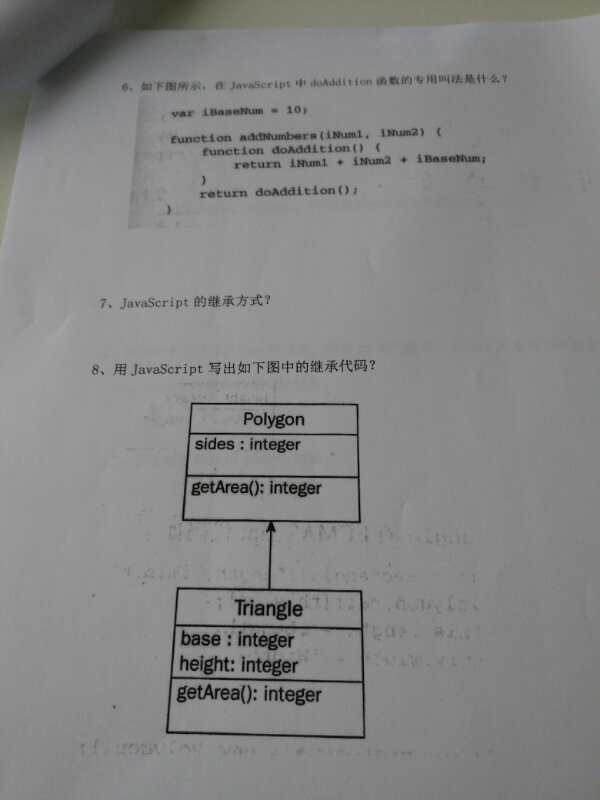 6、如下图所示，在 JavaScript 中 doAddition 函数的专用叫法是什么？
var iBaseNum = 10;
function addNumbers(iNum1, iNum2) {
function doAddition() {
return iNum1 + iNum2 + iBaseNum;
}
return doAddition();
}
7、JavaScript 的继承方式？
8、用 JavaScript 写出如下图中的继承代码？
Polygon
sides : integer
getArea(): integer
Triangle
base : integer
height: integer
getArea(): integer